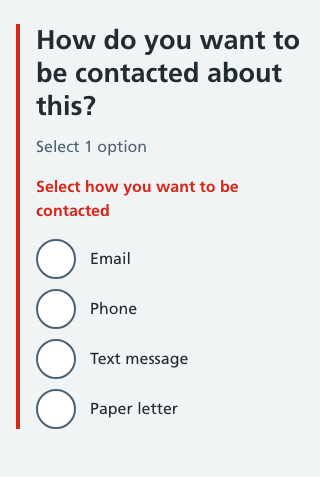 How do you want to
be contacted about
this?
Select 1 option
Select how you want to be
contacted
Email
Phone
Text message
Paper letter